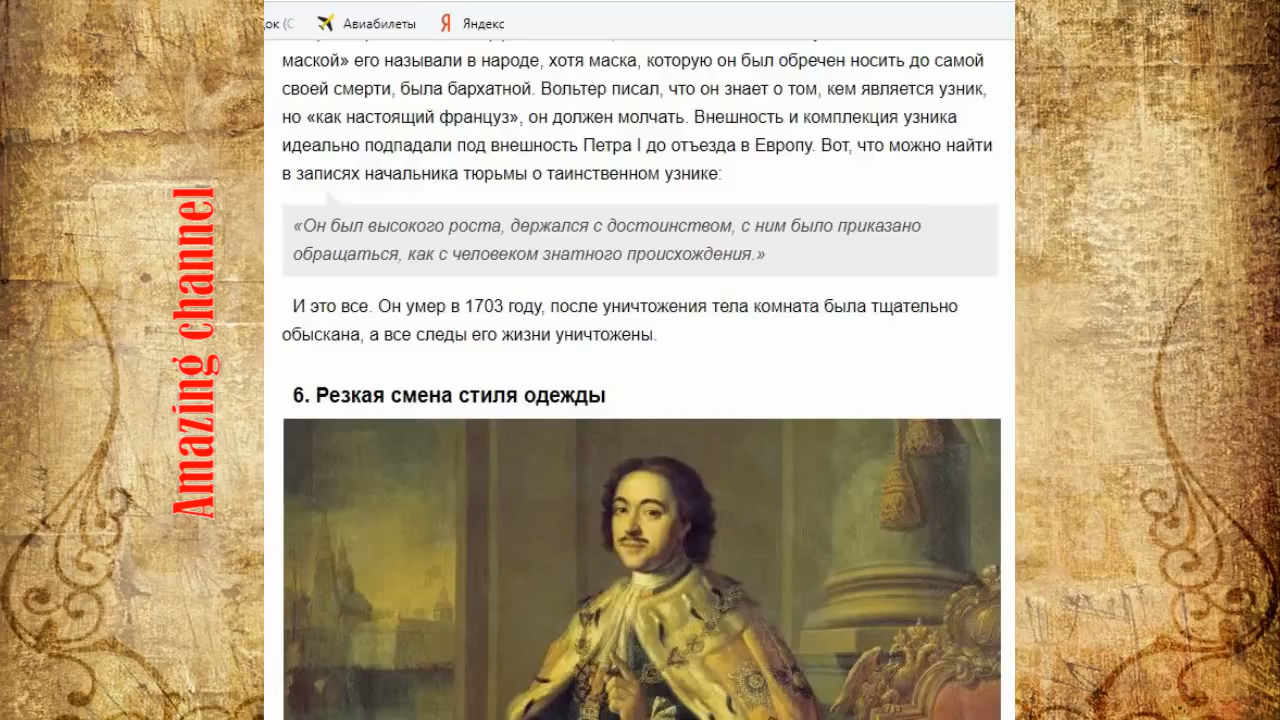 ок (С
Авиабилеты
Яндекс
маской» его называли в народе, хотя маска, которую он был обречен носить до самой
своей смерти, была бархатной. Вольтер писал, что он знает о том, кем является узник,
но «как настоящий француз», он должен молчать. Внешность и комплекция узника
идеально подпадали под внешность Петра I до отъезда в Европу. Вот, что можно найти
в записях начальника тюрьмы о таинственном узнике:
«Он был высокого роста, держался с достоинством, с ним было приказано
обращаться, как с человеком знатного происхождения.»
И это все. Он умер в 1703 году, после уничтожения тела комната была тщательно
обыскана, а все следы его жизни уничтожены.
6. Резкая смена стиля одежды
Amazing channel